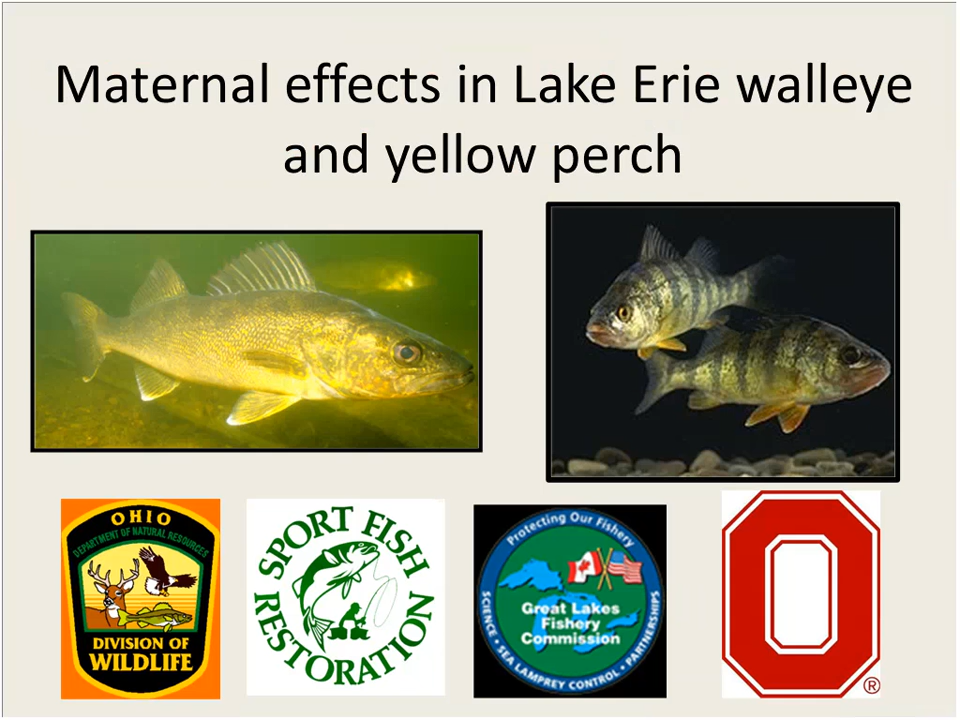 Maternal effects in Lake Erie walleye
and yellow perch
OHIO
DEPARTMENT OF NATURAL RESOURCES
DIVISION OF
WILDLIFE
SPORT FISH
RESTORATION
Protecting Our Fishery
Great Lakes
Fishery
Commission
SCIENCE • SEA LAMPREY CONTROL • PARTNERSHIPS
O
®